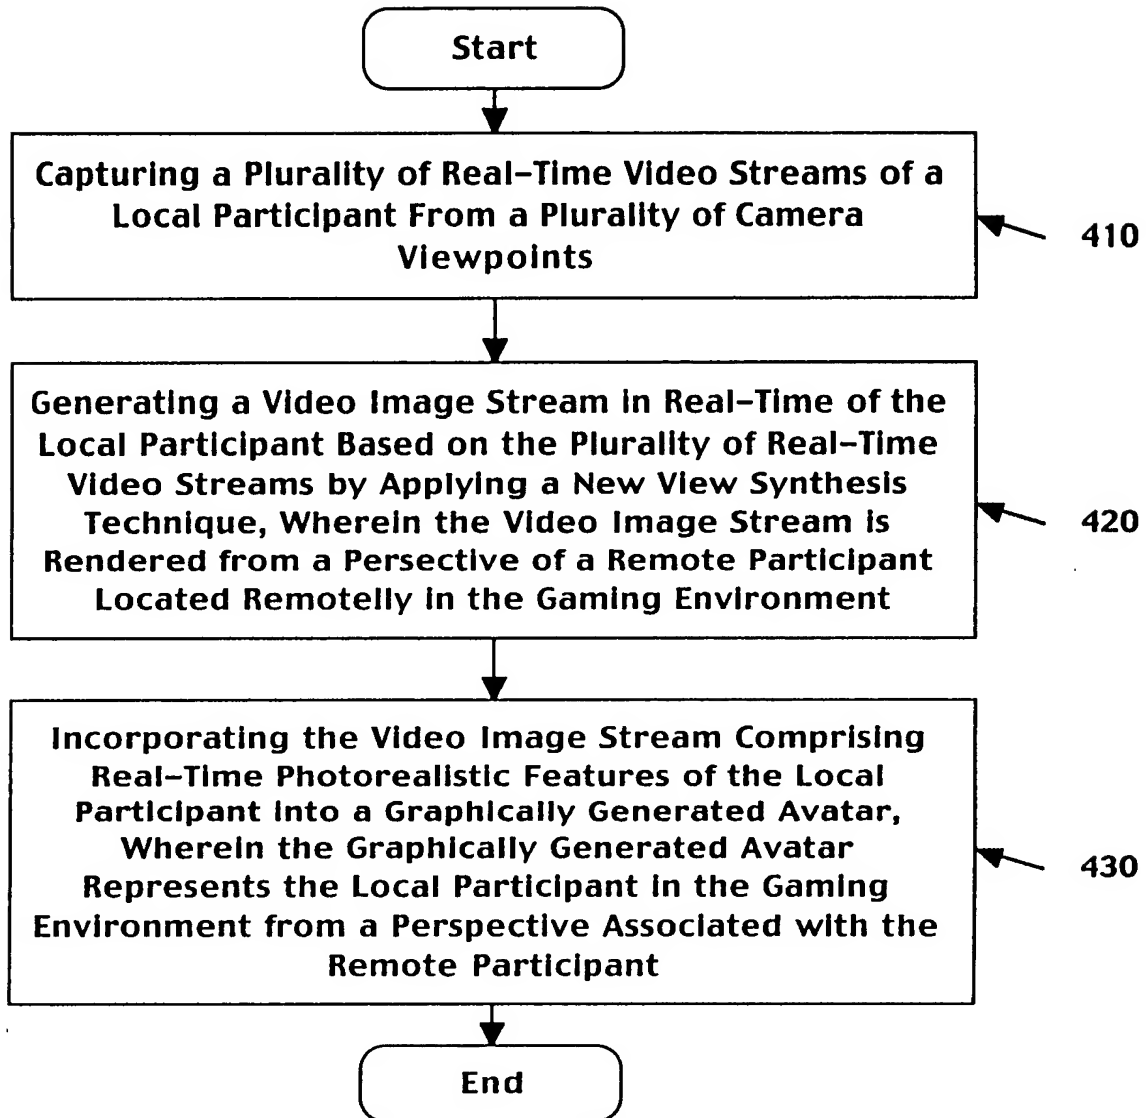 Start
Capturing a Plurality of Real-Time Video Streams of a
Local Participant From a Plurality of Camera
Viewpoints
410
Generating a Video Image Stream in Real-Time of the
Local Participant Based on the Plurality of Real-Time
Video Streams by Applying a New View Synthesis
Technique, Wherein the Video Image Stream is
Rendered from a Persective of a Remote Participant
Located Remotelly in the Gaming Environment
420
Incorporating the Video Image Stream Comprising
Real-Time Photorealistic Features of the Local
Participant into a Graphically Generated Avatar,
Wherein the Graphically Generated Avatar
Represents the Local Participant in the Gaming
Environment from a Perspective Associated with the
Remote Participant
430
End